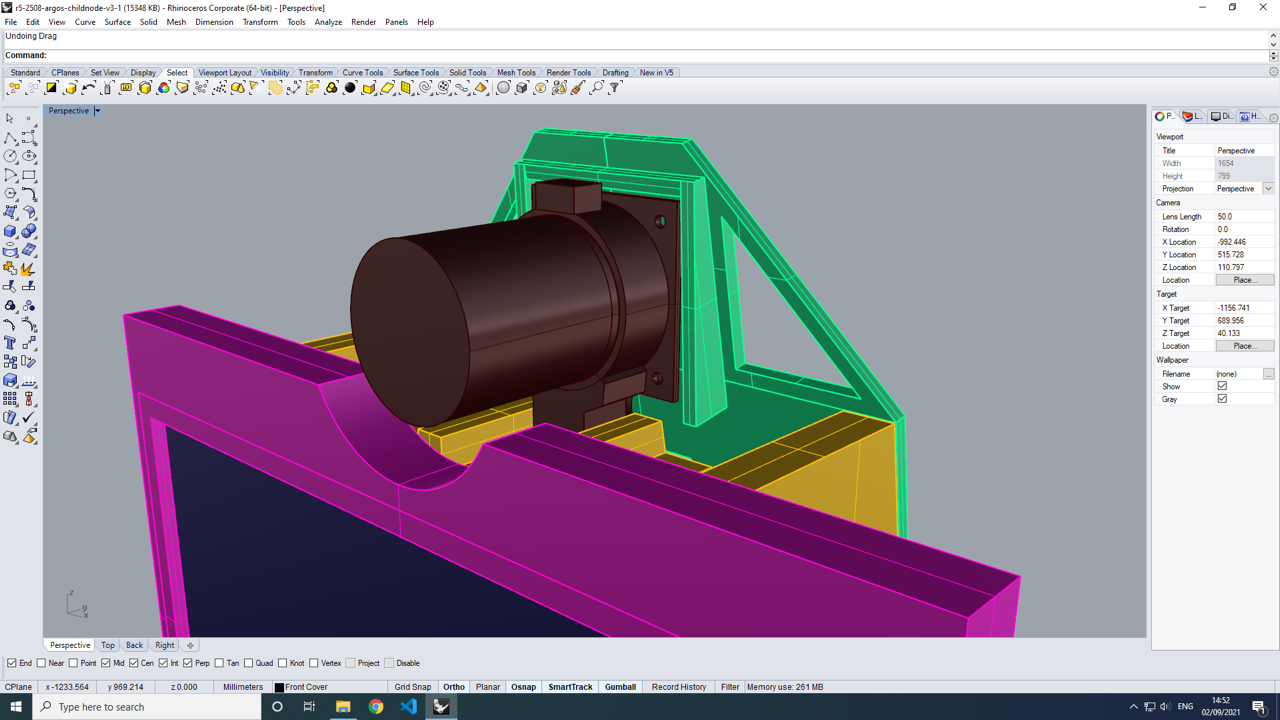 r5-2508-argos-childnode-v3-1 (15348 KB) - Rhinoceros Corporate (64-bit) - [Perspective]
File Edit View Curve Surface Solid Mesh Dimension Transform Tools Analyze Render Panels Help
Undoing Drag
Command:
Standard CPlanes Set View Display Select Viewport Layout Visibility Transform Curve Tools Surface Tools Solid Tools Mesh Tools Render Tools Drafting New in V5
Perspective
P... L... Di... H...
Viewport
Title Perspective
Width 1654
Height 799
Projection Perspective
Camera
Lens Length 50.0
Rotation 0.0
X Location -992.446
Y Location 515.728
Z Location 110.797
Location Place...
Target
X Target -1156.741
Y Target 689.956
Z Target 40.133
Location Place...
Wallpaper
Filename (none) ...
Show
Gray
z
y
x
Perspective Top Back Right
End Near Point Mid Cen Int Perp Tan Quad Knot Vertex Project Disable
CPlane x -1233.564 y 969.214 z 0.000 Millimeters Front Cover Grid Snap Ortho Planar Osnap SmartTrack Gumball Record History Filter Memory use: 261 MB
Type here to search
ENG
14:52
02/09/2021
1